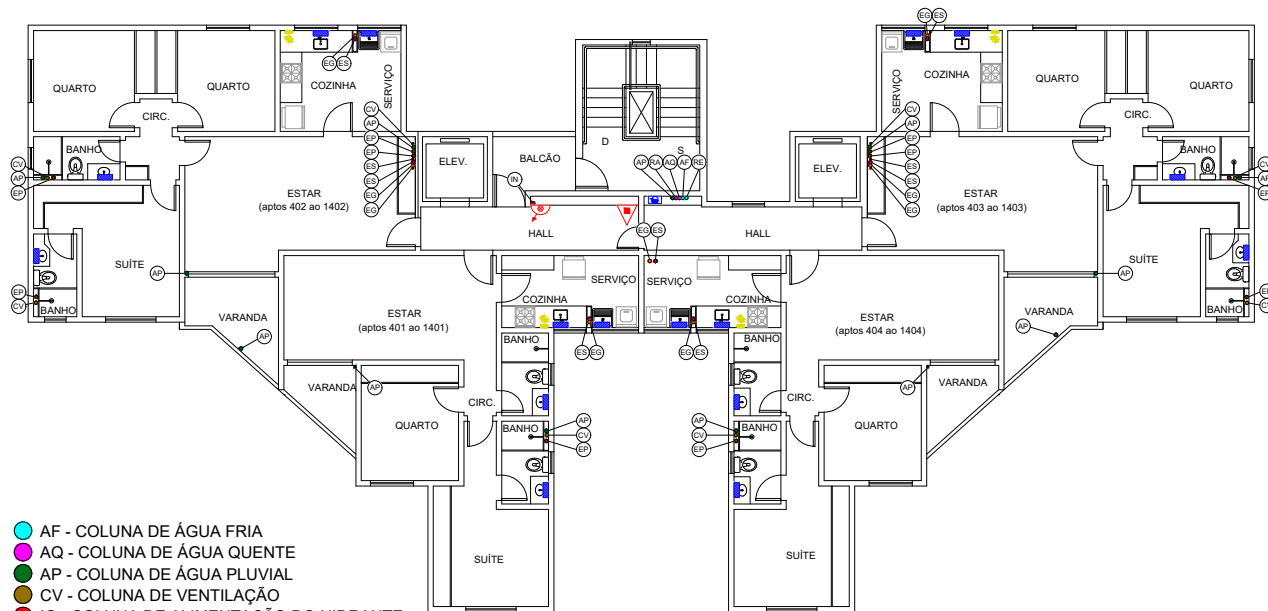 EG ES
EG ES
QUARTO
QUARTO
COZINHA
SERVIÇO
EG ES
SERVIÇO
COZINHA
QUARTO
QUARTO
CIRC.
CIRC.
CV
AP
EP
EP
ES
ES
EG
EG
CV
AP
EP
EP
ES
ES
EG
EG
BANHO
BANHO
CV
AP
EP
CV
AP
EP
ELEV.
BALCÃO
D
S
ELEV.
AP RA AQ AF RE
IN
ESTAR
(aptos 402 ao 1402)
ESTAR
(aptos 403 ao 1403)
HALL
HALL
EG ES
SUÍTE
SUÍTE
AP
AP
SERVIÇO
SERVIÇO
COZINHA
COZINHA
EP
CV
BANHO
BANHO
EP
CV
VARANDA
VARANDA
ESTAR
(aptos 401 ao 1401)
ESTAR
(aptos 404 ao 1404)
AP
AP
ES EG
EG ES
BANHO
BANHO
VARANDA
VARANDA
AP
AP
CIRC.
CIRC.
QUARTO
QUARTO
BANHO
BANHO
AP
CV
EP
AP
CV
EP
SUÍTE
SUÍTE
AF - COLUNA DE ÁGUA FRIA
AQ - COLUNA DE ÁGUA QUENTE
AP - COLUNA DE ÁGUA PLUVIAL
CV - COLUNA DE VENTILAÇÃO